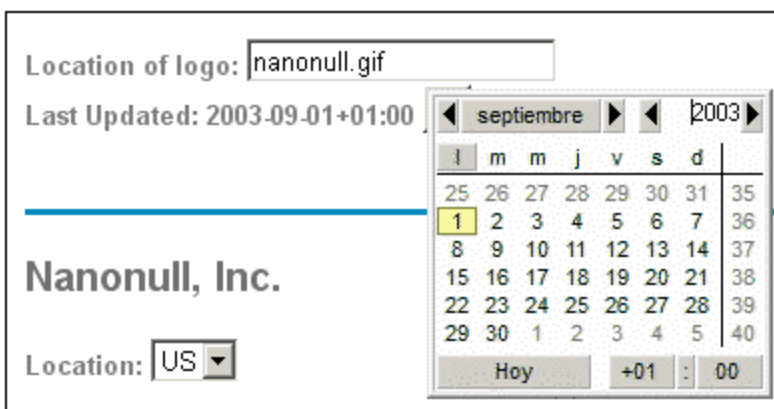 Location of logo: nanonull.gif
Last Updated: 2003-09-01+01:00
septiembre 2003
l m m j v s d
25 26 27 28 29 30 31 35
1 2 3 4 5 6 7 36
8 9 10 11 12 13 14 37
15 16 17 18 19 20 21 38
22 23 24 25 26 27 28 39
29 30 1 2 3 4 5 40
Hoy +01 : 00
Nanonull, Inc.
Location: US